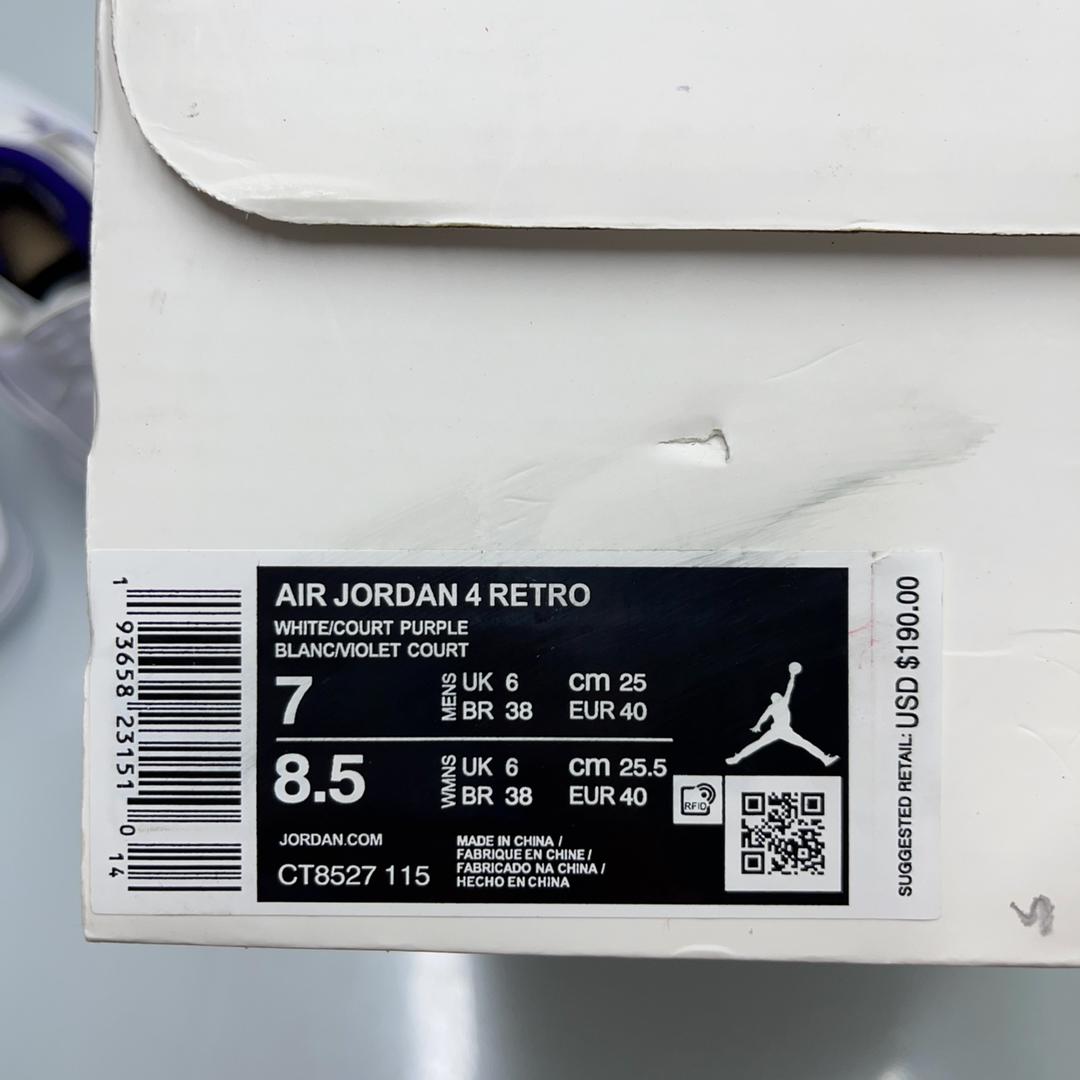 AIR JORDAN 4 RETRO
WHITE/COURT PURPLE
BLANC/VIOLET COURT
7
MENS
UK 6 cm 25
BR 38 EUR 40
8.5
WMNS
UK 6 cm 25.5
BR 38 EUR 40
RFID
JORDAN.COM
CT8527 115
MADE IN CHINA /
FABRIQUE EN CHINE /
FABRICADO NA CHINA /
HECHO EN CHINA
1 93658 23151 0 14
SUGGESTED RETAIL: USD $190.00